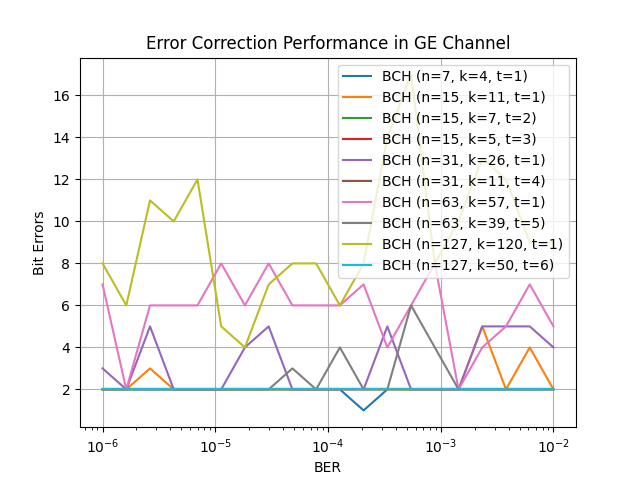 Error Correction Performance in GE Channel
BCH (n=7, k=4, t=1)
BCH (n=15, k=11, t=1)
BCH (n=15, k=7, t=2)
BCH (n=15, k=5, t=3)
BCH (n=31, k=26, t=1)
BCH (n=31, k=11, t=4)
BCH (n=63, k=57, t=1)
BCH (n=63, k=39, t=5)
BCH (n=127, k=120, t=1)
BCH (n=127, k=50, t=6)
Bit Errors
16
14
12
10
8
6
4
2
10⁻⁶ 10⁻⁵ 10⁻⁴ 10⁻³ 10⁻²
BER